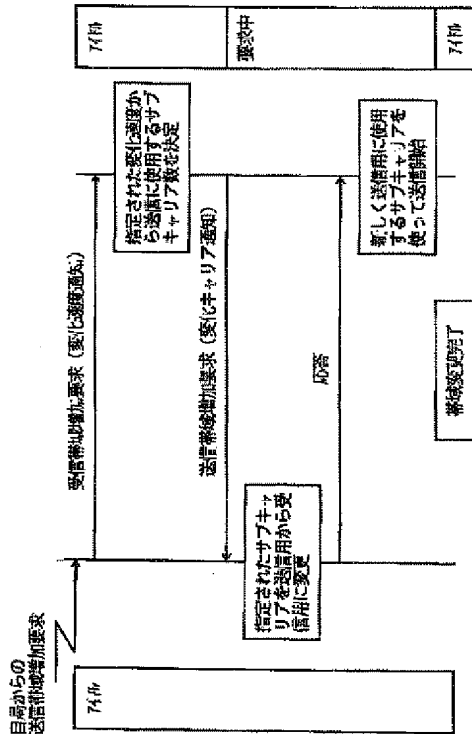 自局からの
送信帯域増加要求
アイドル
受信帯域増加要求（変化速度通知）
指定された変化速度か
ら送信に使用するサブ
キャリア数を決定
アイドル
送信帯域増加要求（変化キャリア通知）
要求中
指定されたサブキャ
リアを送信用から受
信用に変更
応答
新しく送信用に使用
するサブキャリアを
使って送信開始
帯域変更完了
アイドル